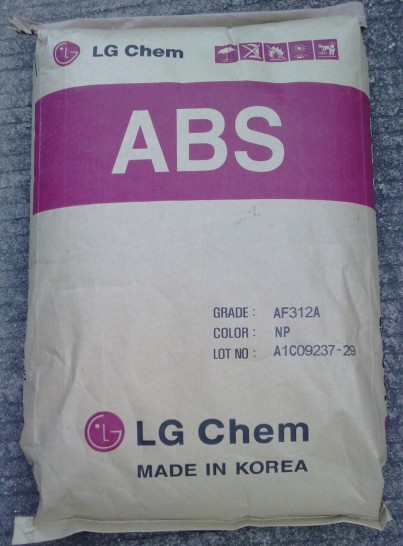 LG Chem
ABS
GRADE: AF312A
COLOR: NP
LOT NO: A1C09237-29
LG Chem
MADE IN KOREA